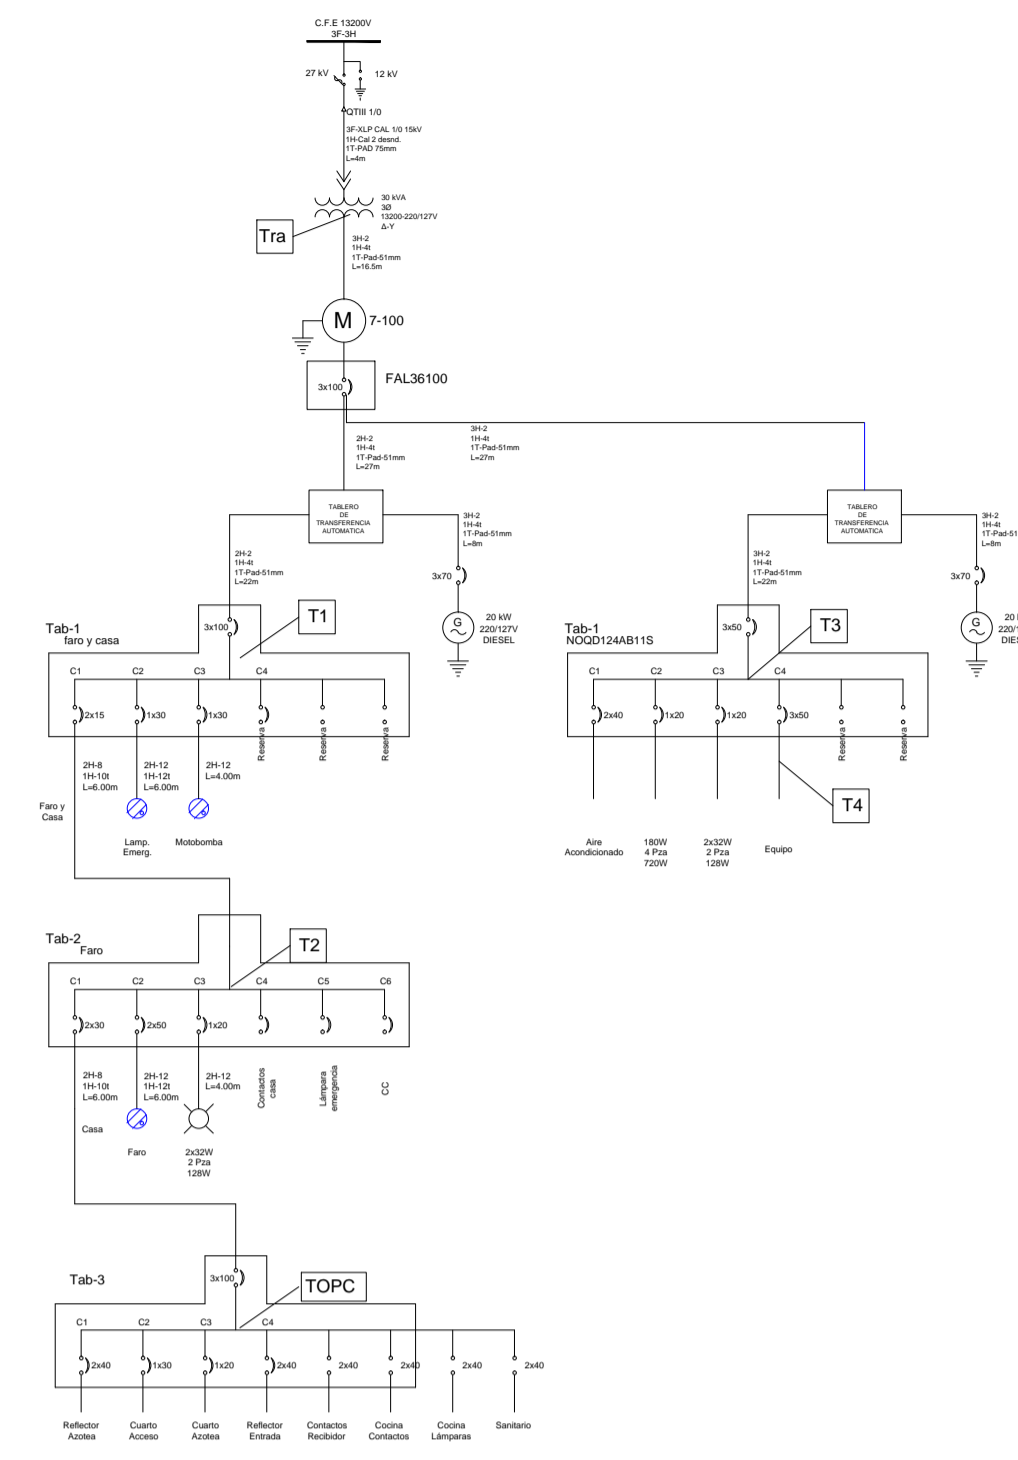 C.F.E 13200V
3F-3H
27 kV
12 kV
QTIII 1/0
3F-XLP CAL 1/0 15kV
1H-Cal 2 desnd.
1T-PAD 75mm
L=4m
30 kVA
3Ø
13200-220/127V
Δ-Y
Tra
3H-2
1H-4t
1T-Pad-51mm
L=16.5m
M
7-100
FAL36100
3x100
2H-2
1H-4t
1T-Pad-51mm
L=27m
3H-2
1H-4t
1T-Pad-51mm
L=27m
TABLERO
DE
TRANSFERENCIA
AUTOMATICA
3H-2
1H-4t
1T-Pad-51mm
L=8m
2H-2
1H-4t
1T-Pad-51mm
L=22m
3x70
G
20 kW
220/127V
DIESEL
TABLERO
DE
TRANSFERENCIA
AUTOMATICA
3H-2
1H-4t
1T-Pad-51
L=8m
3H-2
1H-4t
1T-Pad-51mm
L=22m
3x70
G
20
220/
DIES
Tab-1
faro y casa
3x100
T1
C1
C2
C3
C4
2x15
1x30
1x30
Reserva
Reserva
Reserva
2H-8
1H-10t
L=6.00m
2H-12
1H-12t
L=6.00m
2H-12
L=4.00m
Faro y
Casa
Lamp.
Emerg.
Motobomba
Tab-1
NOQD124AB11S
3x50
T3
C1
C2
C3
C4
2x40
1x20
1x20
3x50
Reserva
Reserva
T4
Aire
Acondicionado
180W
4 Pza
720W
2x32W
2 Pza
128W
Equipo
Tab-2
Faro
T2
C1
C2
C3
C4
C5
C6
2x30
2x50
1x20
2H-8
1H-10t
L=6.00m
2H-12
1H-12t
L=6.00m
2H-12
L=4.00m
Contactos
casa
Lámpara
emergencia
CC
Casa
Faro
2x32W
2 Pza
128W
Tab-3
3x100
TOPC
C1
C2
C3
C4
2x40
1x30
1x20
2x40
2x40
2x40
2x40
2x40
Reflector
Azotea
Cuarto
Acceso
Cuarto
Azotea
Reflector
Entrada
Contactos
Recibidor
Cocina
Contactos
Cocina
Lámparas
Sanitario